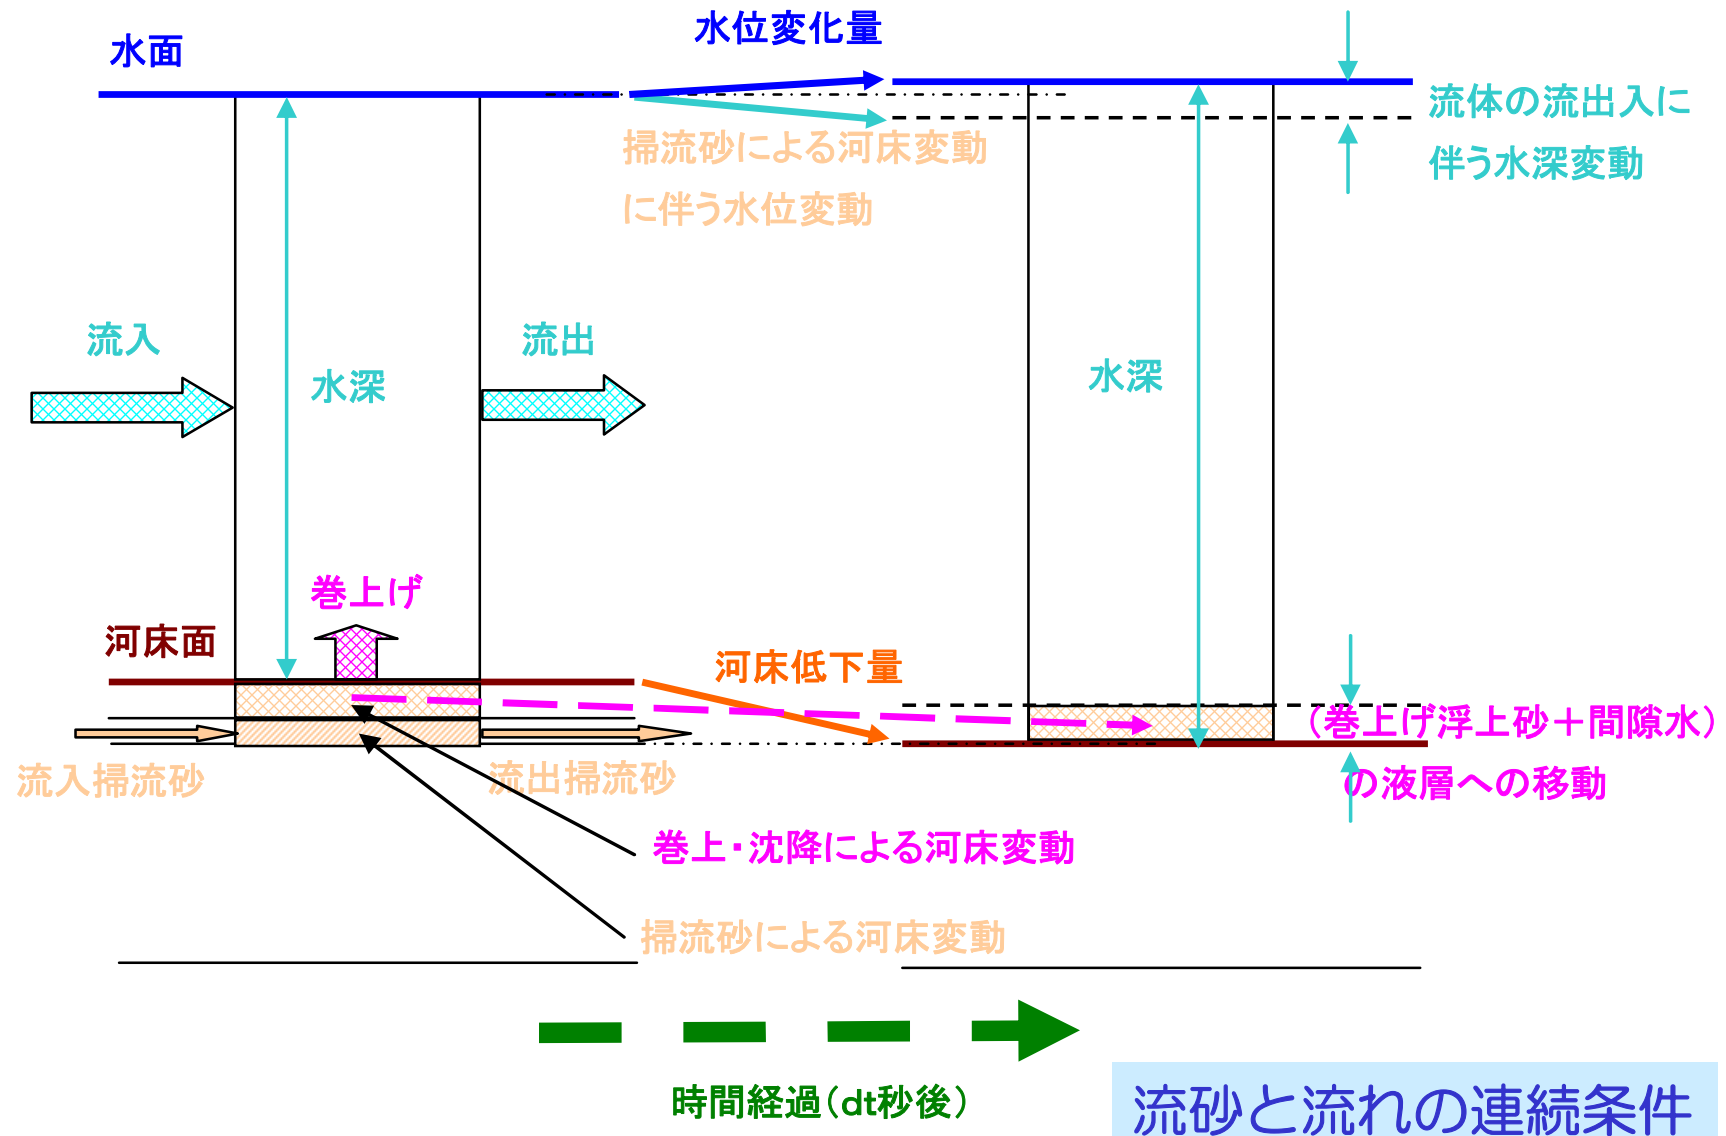 水位変化量
水面
流体の流出入に
伴う水深変動
掃流砂による河床変動
に伴う水位変動
流入
流出
水深
水深
巻上げ
河床面
河床低下量
（巻上げ浮上砂＋間隙水）
の液層への移動
流入掃流砂
流出掃流砂
巻上・沈降による河床変動
掃流砂による河床変動
時間経過（dt秒後）
流砂と流れの連続条件